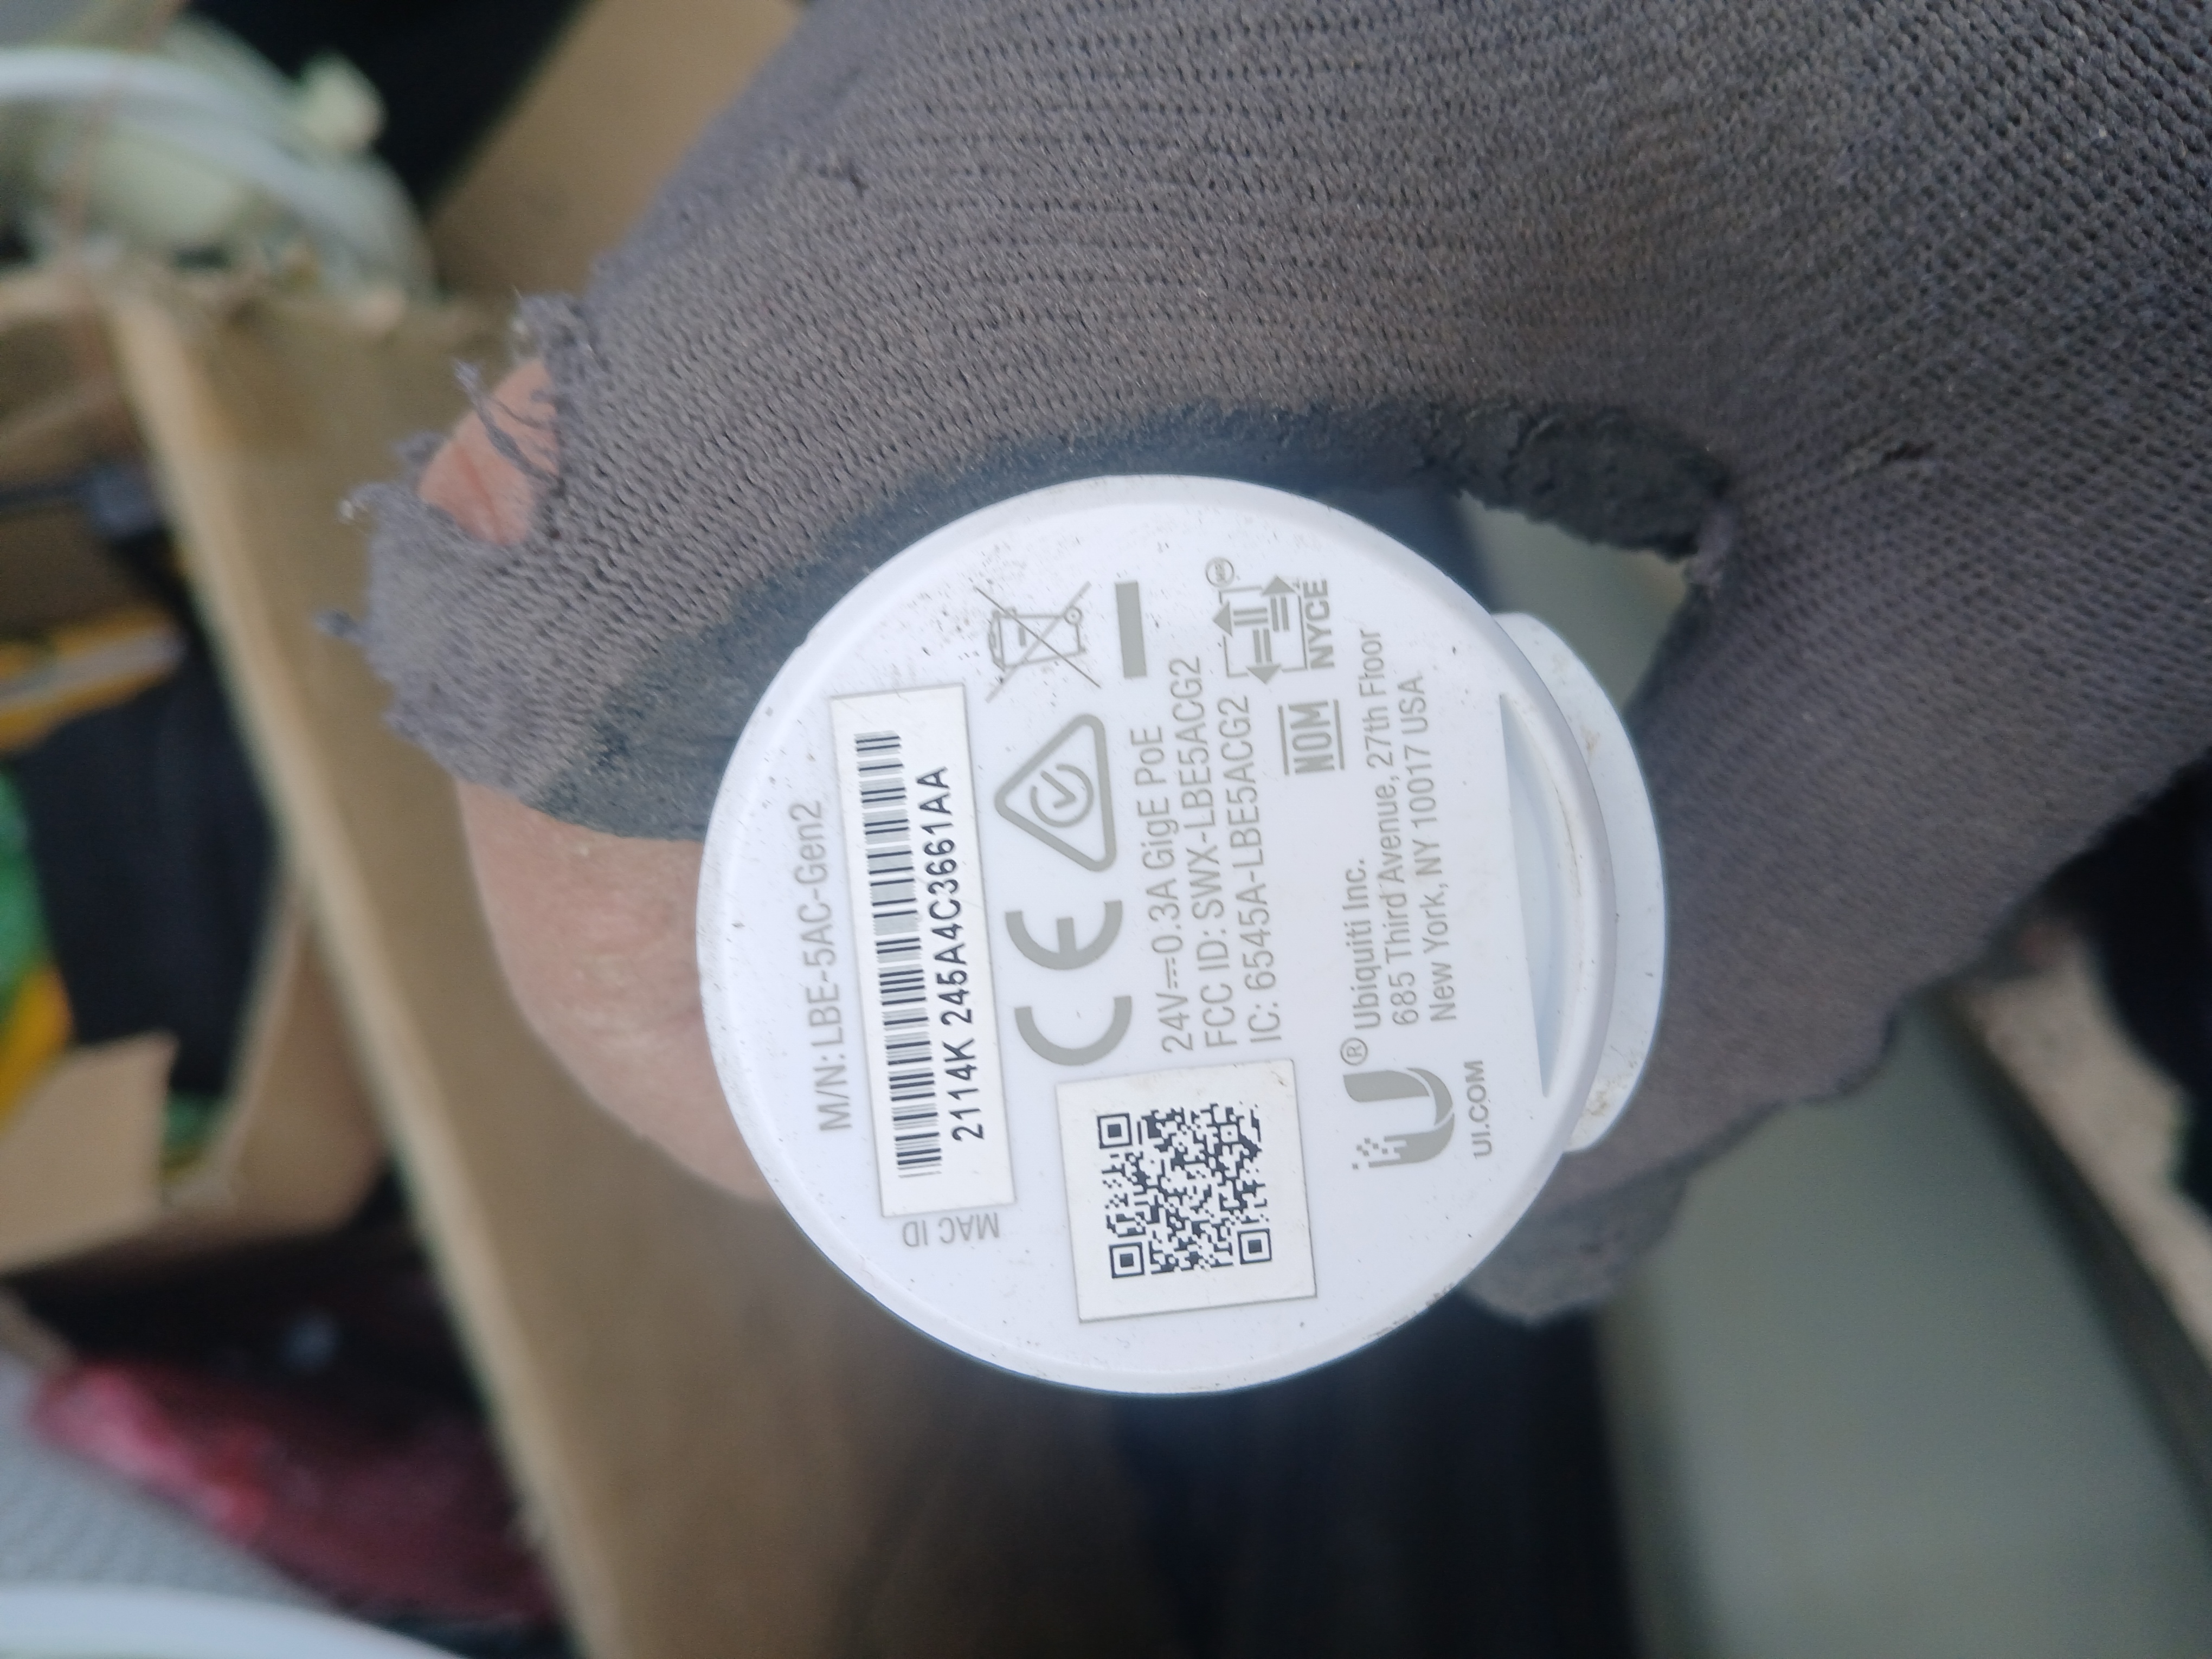 M/N: LBE-5AC-Gen2
MAC ID
2114K 245A4C3661AA
CE
24V⎓0.3A GigE PoE
FCC ID: SWX-LBE5ACG2
IC: 6545A-LBE5ACG2
NOM
NYCE
MR
U®
Ubiquiti Inc.
685 Third Avenue, 27th Floor
New York, NY 10017 USA
UI.COM